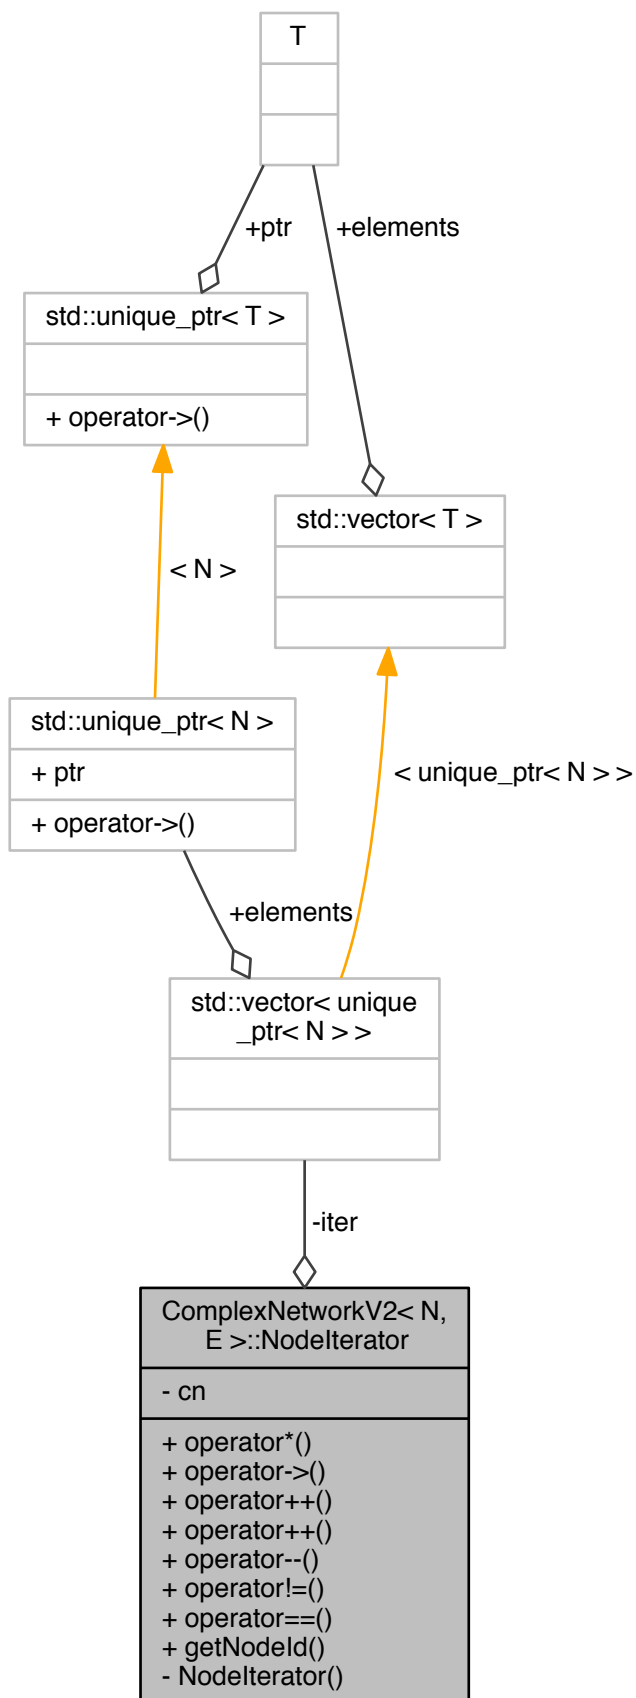 T
+ptr
+elements
std::unique_ptr< T >
+ operator->()
std::vector< T >
< N >
std::unique_ptr< N >
+ ptr
+ operator->()
< unique_ptr< N > >
+elements
std::vector< unique
_ptr< N > >
-iter
ComplexNetworkV2< N,
E >::NodeIterator
- cn
+ operator*()
+ operator->()
+ operator++()
+ operator++()
+ operator--()
+ operator!=()
+ operator==()
+ getNodeId()
- NodeIterator()